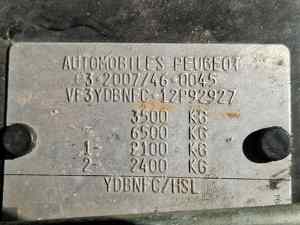 AUTOMOBILES PEUGEOT
e3*2007/46*0045
VF3YDBNFC 12P92927
3500 KG
6500 KG
1- 2100 KG
2- 2400 KG
YDBNFC/HSL